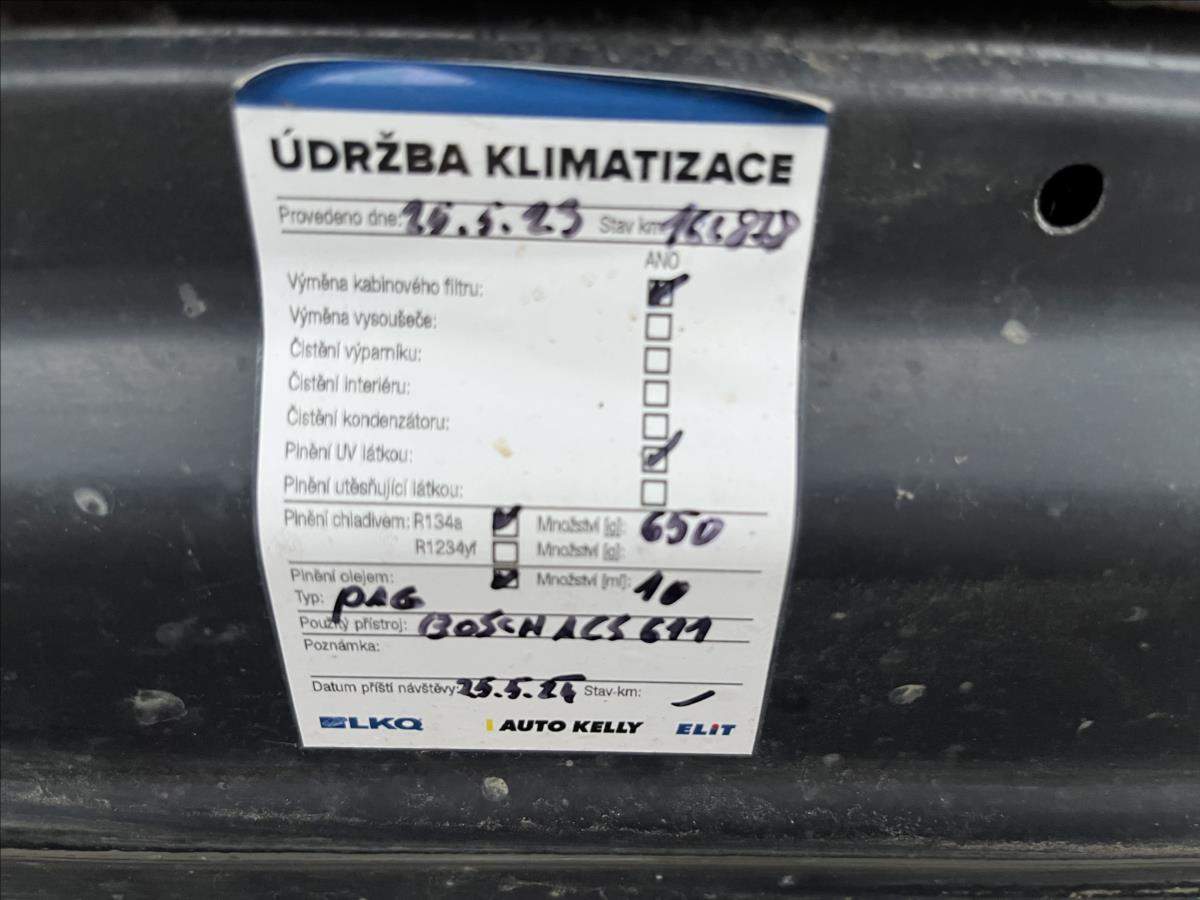 ÚDRŽBA KLIMATIZACE
Provedeno dne: 25.5.23 Stav km:
ANO
Výměna kabinového filtru:
Výměna vysoušeče:
Čistění výparníku:
Čistění interiéru:
Čistění kondenzátoru:
Plnění UV látkou:
Plnění utěsňující látkou:
Plnění chladivem: R134a Množství [g]: 650
R1234yf Množství [g]:
Plnění olejem: Množství [ml]: 10
Typ: PAG
Použitý přístroj: BOSCH ACS 611
Poznámka:
Datum příští návštěvy: 25.5.24 Stav-km:
LKQ AUTO KELLY ELIT